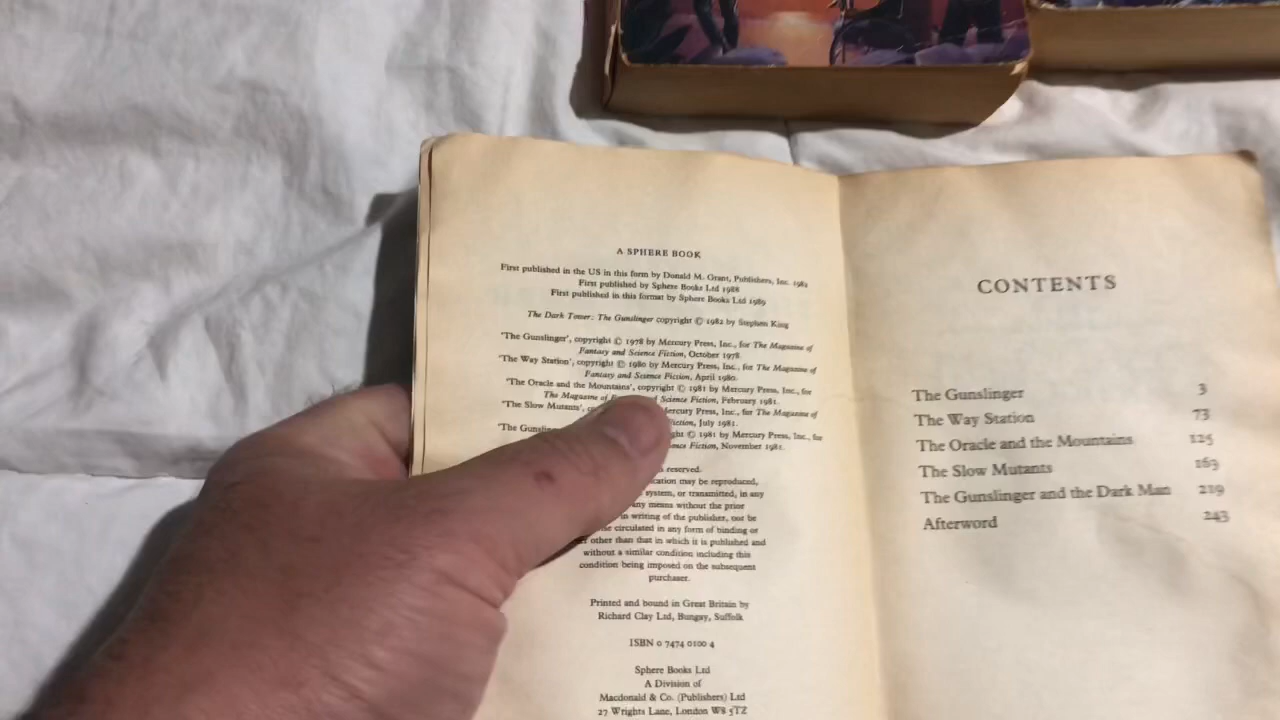 A SPHERE BOOK
First published in the US in this form by Donald M. Grant, Publishers, Inc. 1982
First published by Sphere Books Ltd 1988
First published in this format by Sphere Books Ltd 1989
The Dark Tower: The Gunslinger copyright © 1982 by Stephen King
'The Gunslinger', copyright © 1978 by Mercury Press, Inc., for The Magazine of
Fantasy and Science Fiction, October 1978.
'The Way Station', copyright © 1980 by Mercury Press, Inc., for The Magazine of
Fantasy and Science Fiction, April 1980.
'The Oracle and the Mountains', copyright © 1981 by Mercury Press, Inc., for
The Magazine of Science Fiction, February 1981.
'The Slow Mutants', Mercury Press, Inc., for The Magazine of
July 1981.
© 1981 by Mercury Press, Inc., for
Fiction, November 1981.
reserved.
may be reproduced,
system, or transmitted, in any
any means without the prior
in writing of the publisher, not be
circulated in any form of binding or
other than that in which it is published and
without a similar condition including this
condition being imposed on the subsequent
purchaser.
Printed and bound in Great Britain by
Richard Clay Ltd, Bungay, Suffolk
ISBN 0 7474 0100 4
Sphere Books Ltd
A Division of
Macdonald & Co. (Publishers) Ltd
27 Wrights Lane, London W8 5TZ
CONTENTS
The Gunslinger 3
The Way Station 73
The Oracle and the Mountains 125
The Slow Mutants 163
The Gunslinger and the Dark Man 219
Afterword 243